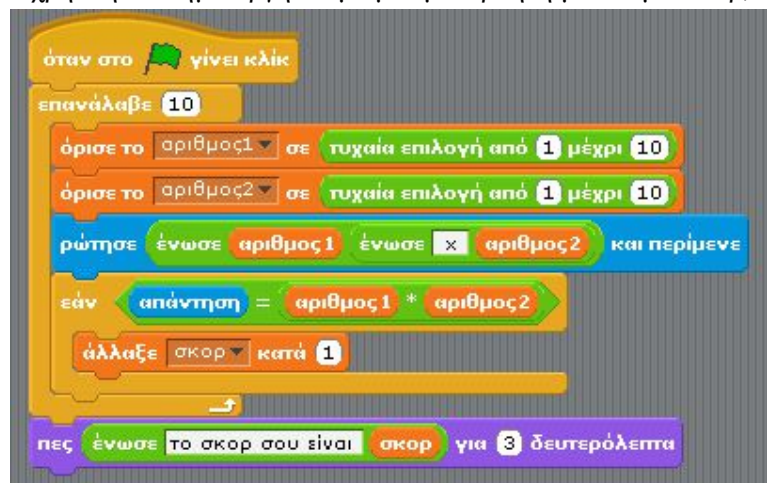 όταν στο γίνει κλίκ
επανάλαβε 10
όρισε το αριθμος1 σε τυχαία επιλογή από 1 μέχρι 10
όρισε το αριθμος2 σε τυχαία επιλογή από 1 μέχρι 10
ρώτησε ένωσε αριθμος1 ένωσε x αριθμος2 και περίμενε
εάν απάντηση = αριθμος1 * αριθμος2
άλλαξε σκορ κατά 1
πες ένωσε το σκορ σου είναι σκορ για 3 δευτερόλεπτα